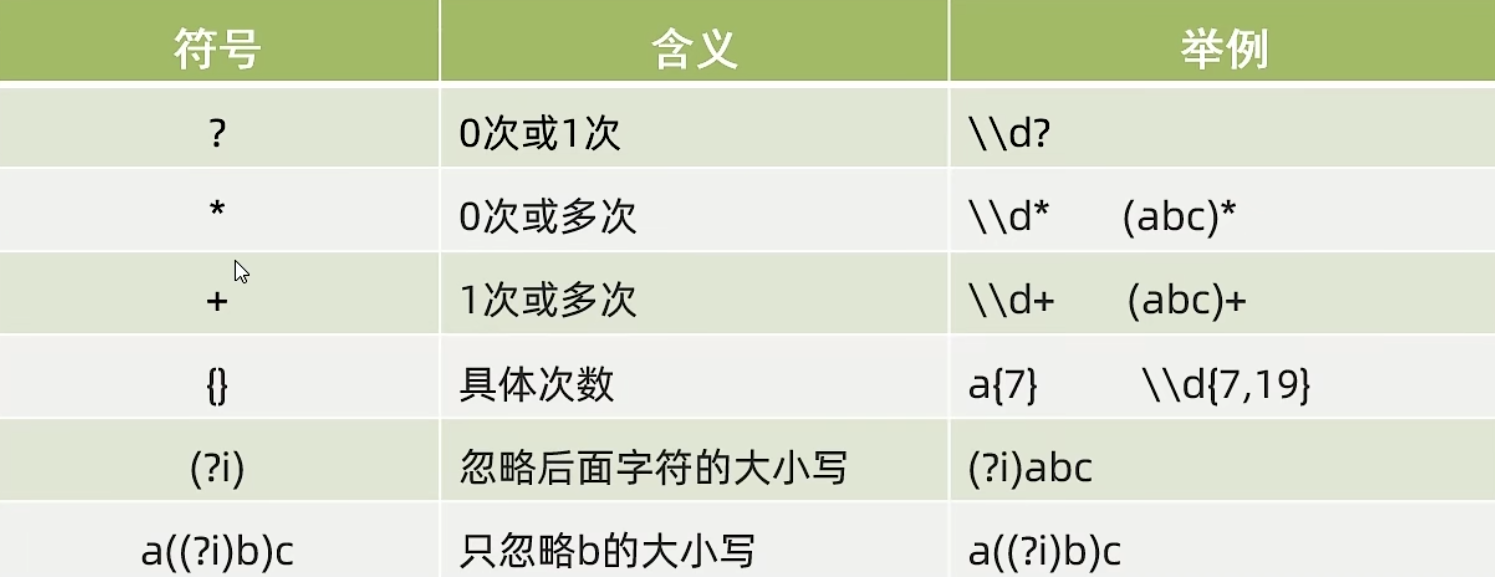 符号 含义 举例
? 0次或1次 \\d?
* 0次或多次 \\d* (abc)*
+ 1次或多次 \\d+ (abc)+
{} 具体次数 a{7} \\d{7,19}
(?i) 忽略后面字符的大小写 (?i)abc
a((?i)b)c 只忽略b的大小写 a((?i)b)c